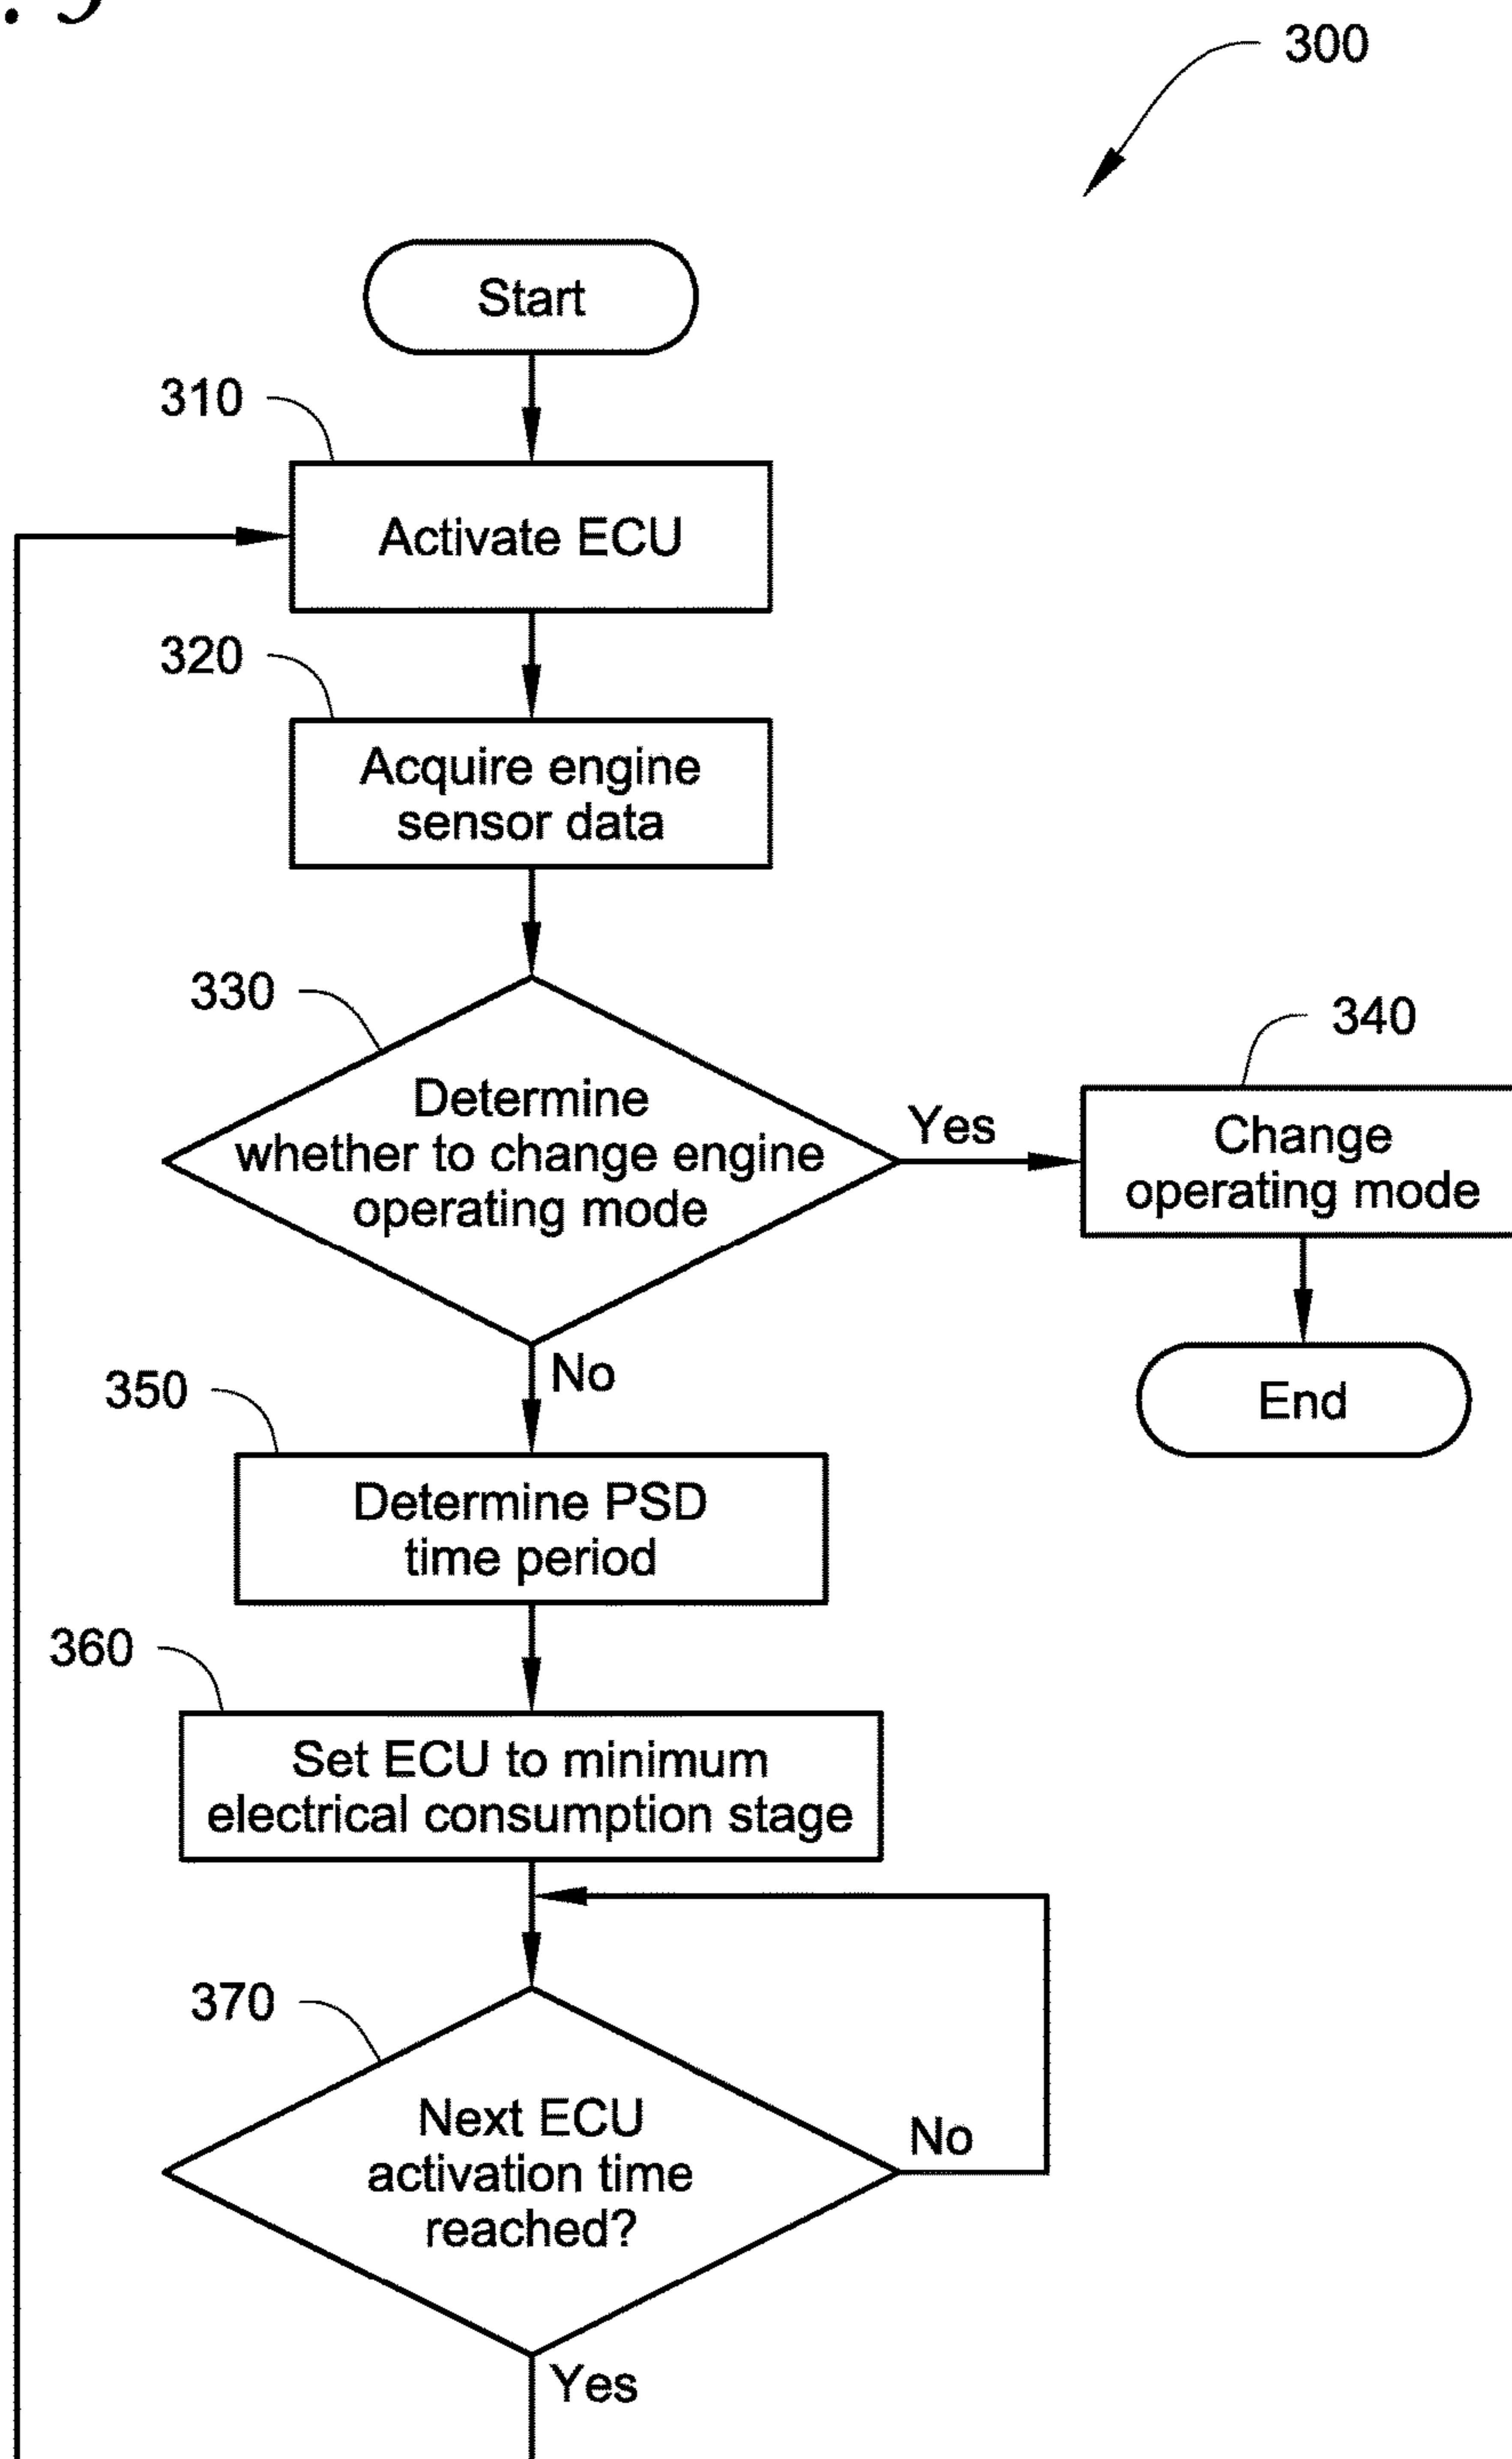 . 3
300
Start
310
Activate ECU
320
Acquire engine
sensor data
330
Determine
whether to change engine
operating mode
Yes
340
Change
operating mode
No
End
350
Determine PSD
time period
360
Set ECU to minimum
electrical consumption stage
370
Next ECU
activation time
reached?
No
Yes